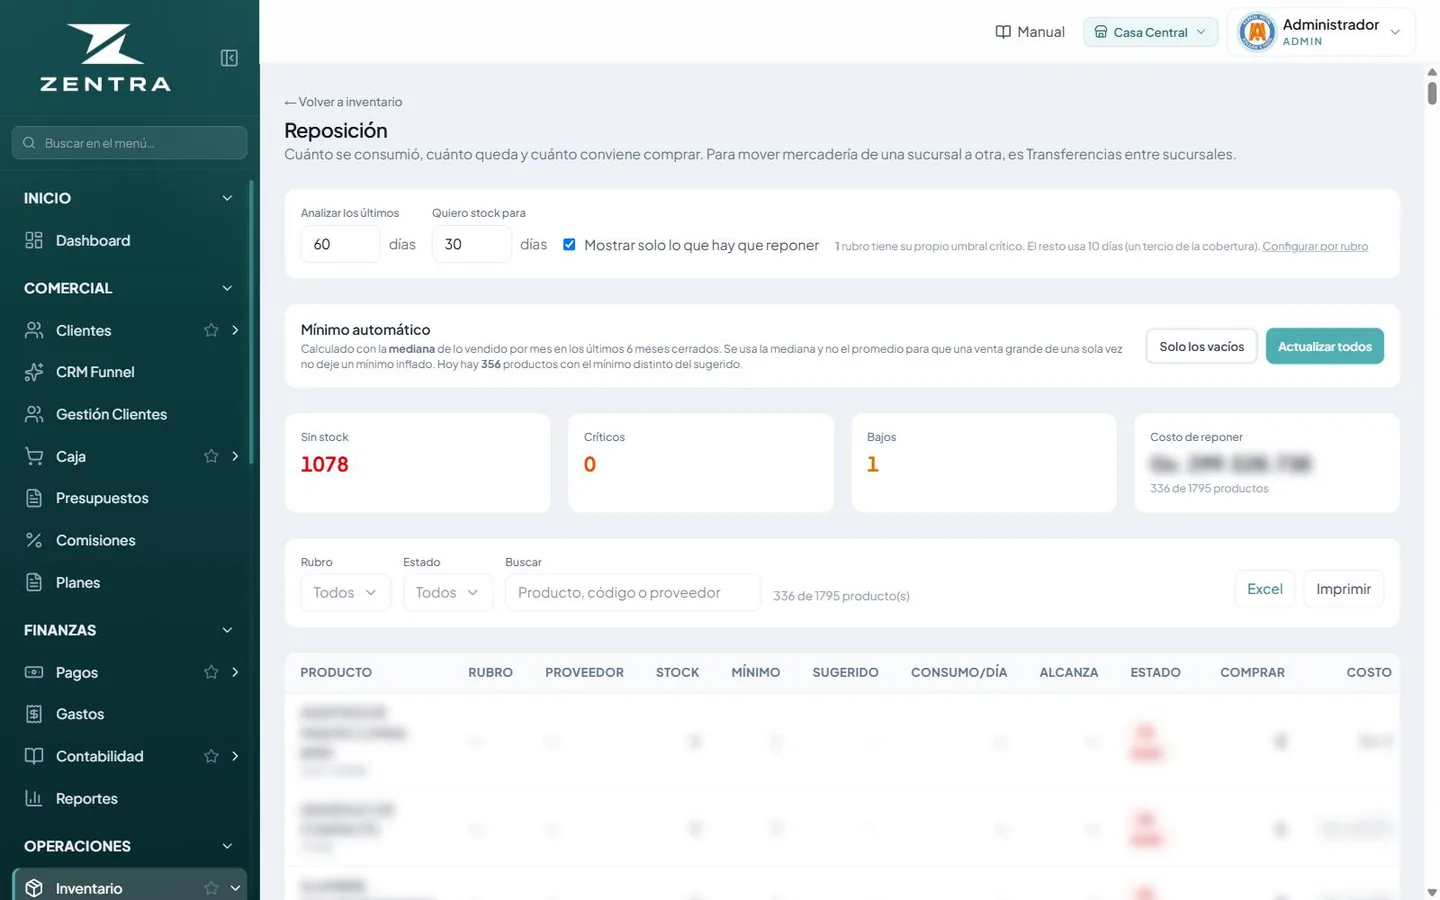 ZENTRA
Manual
Casa Central
Administrador
ADMIN
Buscar en el menú...
INICIO
Dashboard
COMERCIAL
Clientes
CRM Funnel
Gestión Clientes
Caja
Presupuestos
Comisiones
Planes
FINANZAS
Pagos
Gastos
Contabilidad
Reportes
OPERACIONES
Inventario
← Volver a inventario
Reposición
Cuánto se consumió, cuánto queda y cuánto conviene comprar. Para mover mercadería de una sucursal a otra, es Transferencias entre sucursales.
Analizar los últimos
60 días
Quiero stock para
30 días
Mostrar solo lo que hay que reponer
1 rubro tiene su propio umbral crítico. El resto usa 10 días (un tercio de la cobertura). Configurar por rubro
Mínimo automático
Calculado con la mediana de lo vendido por mes en los últimos 6 meses cerrados. Se usa la mediana y no el promedio para que una venta grande de una sola vez
no deje un mínimo inflado. Hoy hay 356 productos con el mínimo distinto del sugerido.
Solo los vacíos
Actualizar todos
Sin stock
1078
Críticos
0
Bajos
1
Costo de reponer
336 de 1795 productos
Rubro
Todos
Estado
Todos
Buscar
Producto, código o proveedor
336 de 1795 producto(s)
Excel
Imprimir
PRODUCTO RUBRO PROVEEDOR STOCK MÍNIMO SUGERIDO CONSUMO/DÍA ALCANZA ESTADO COMPRAR COSTO